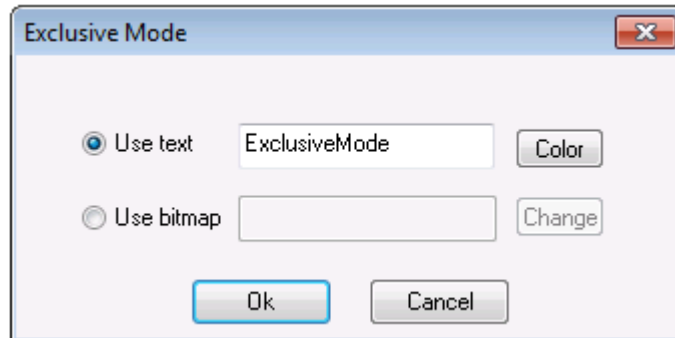 Exclusive Mode
Use text ExclusiveMode Color
Use bitmap Change
Ok Cancel